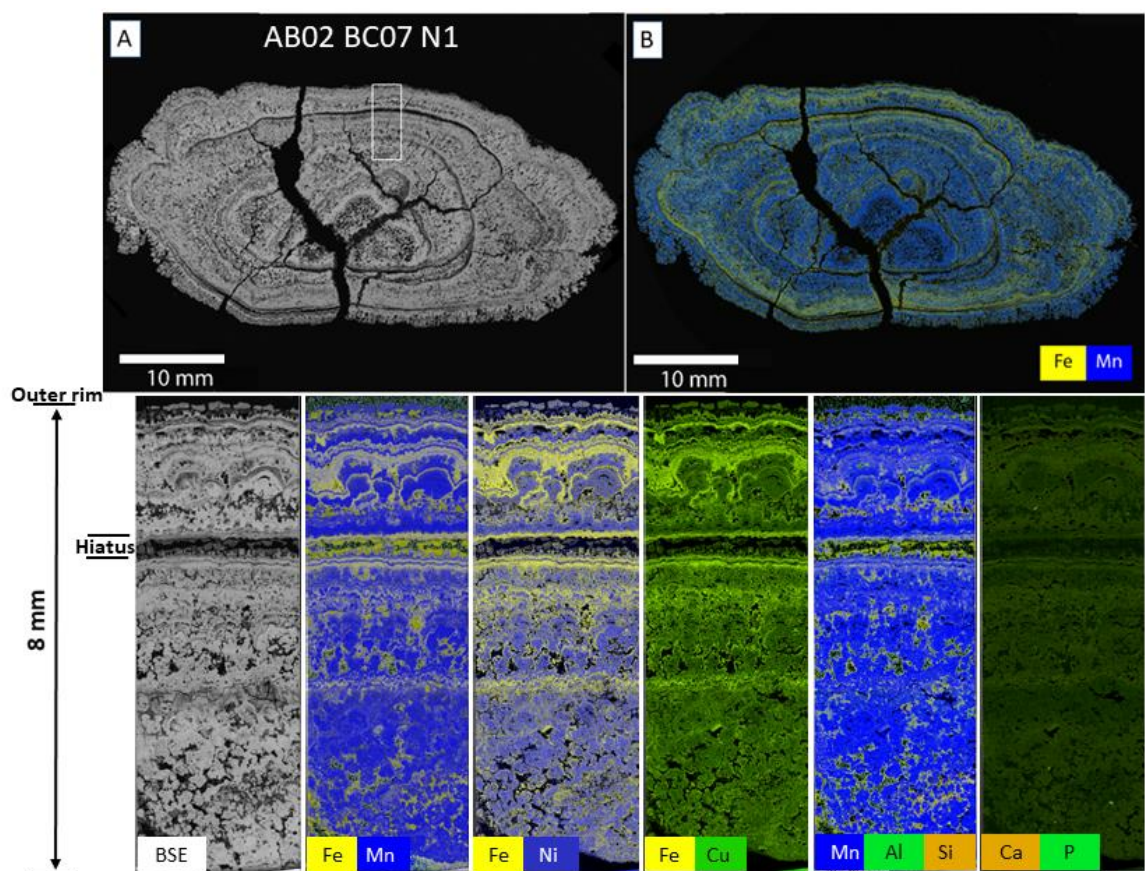 A
AB02 BC07 N1
B
10 mm
10 mm
Fe Mn
Outer rim
Hiatus
8 mm
BSE
Fe Mn
Fe Ni
Fe Cu
Mn Al Si
Ca P